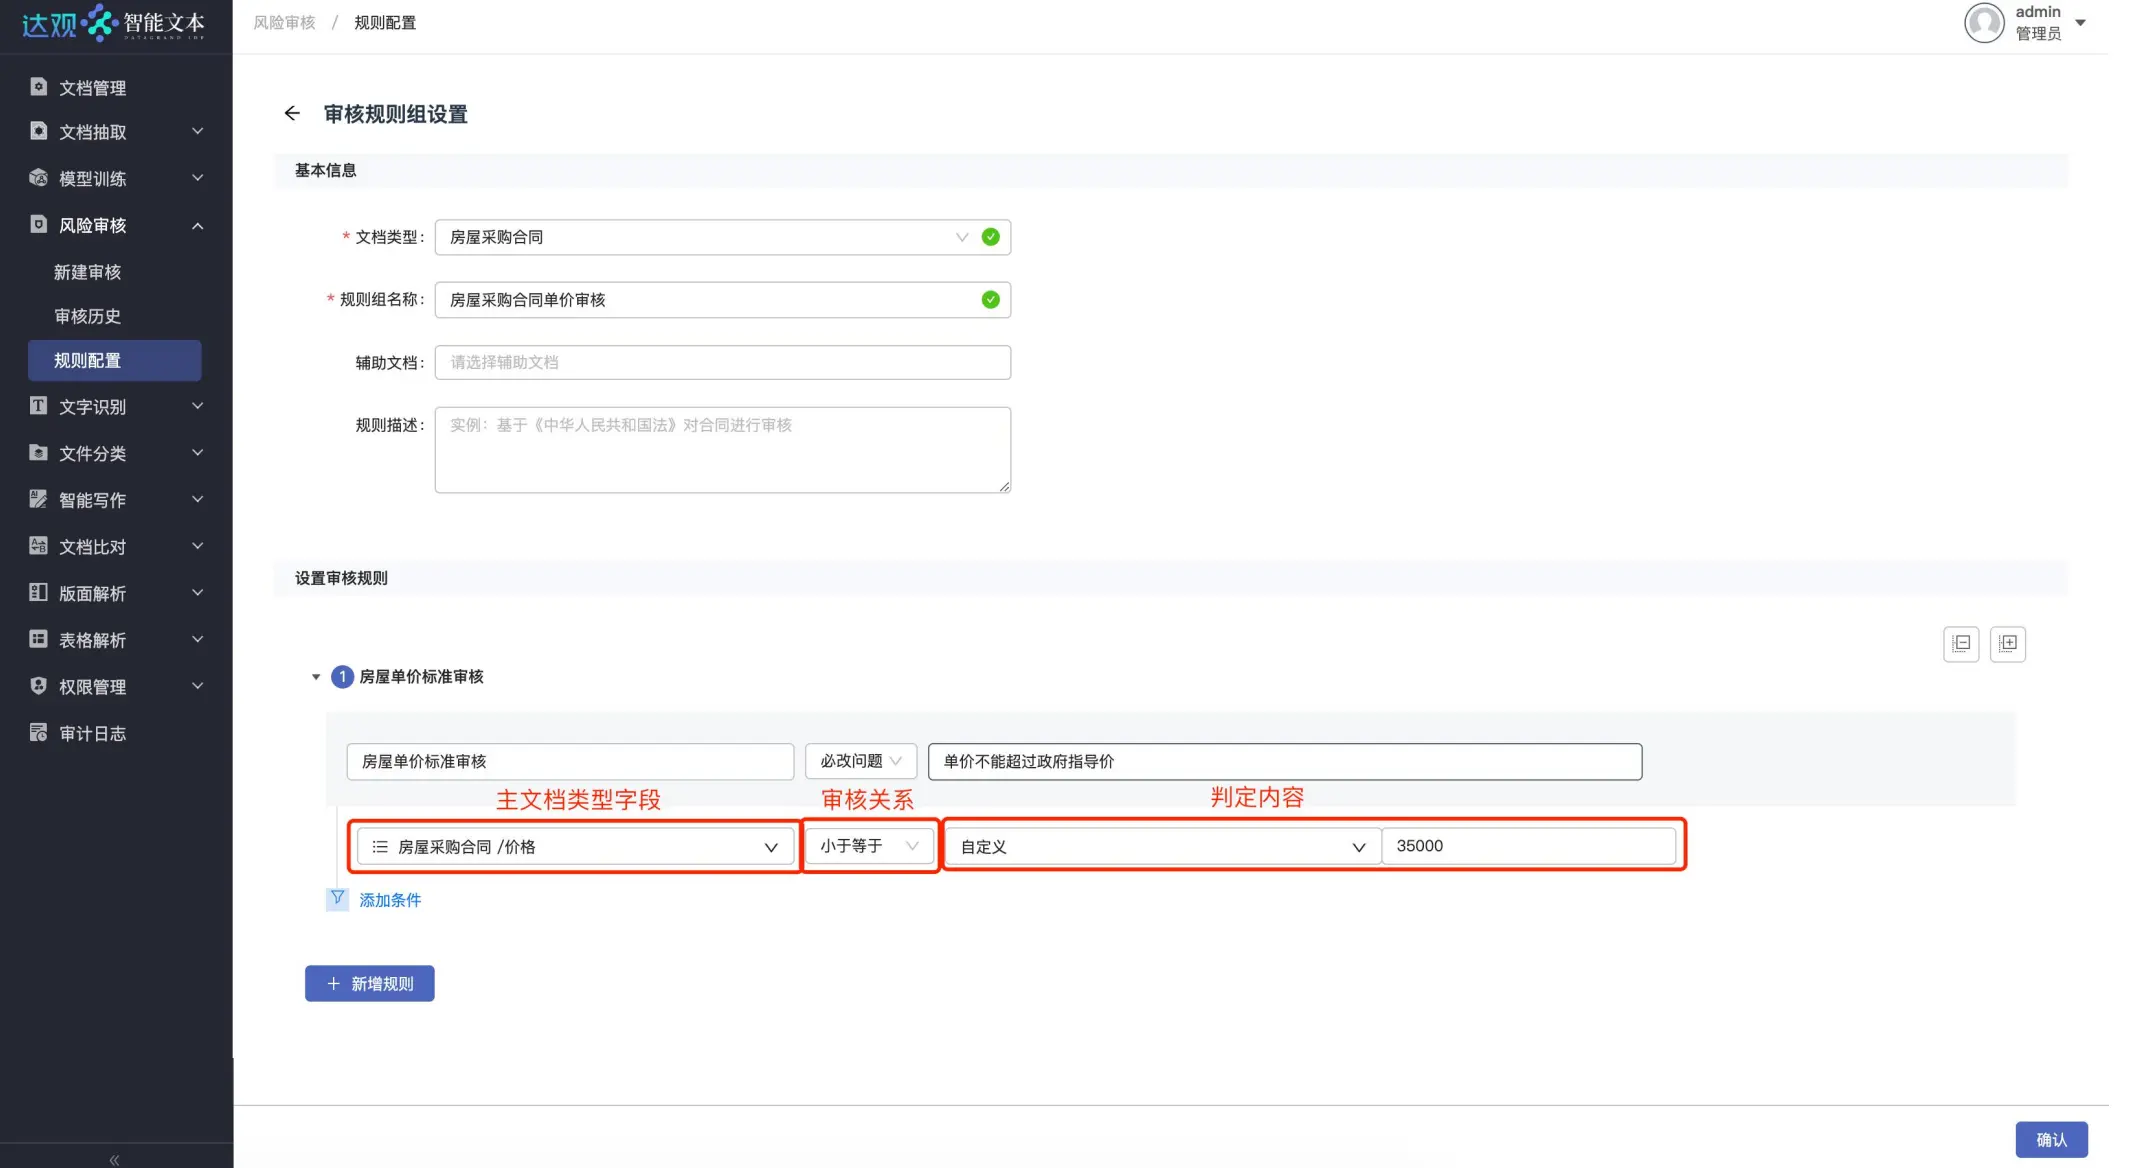 达观 智能文本
DATAGRAND IDP
风险审核 / 规则配置
admin
管理员
文档管理
文档抽取
模型训练
风险审核
新建审核
审核历史
规则配置
文字识别
文件分类
智能写作
文档比对
版面解析
表格解析
权限管理
审计日志
«
审核规则组设置
基本信息
* 文档类型: 房屋采购合同
* 规则组名称: 房屋采购合同单价审核
辅助文档: 请选择辅助文档
规则描述: 实例：基于《中华人民共和国法》对合同进行审核
设置审核规则
1 房屋单价标准审核
房屋单价标准审核 必改问题 单价不能超过政府指导价
主文档类型字段 审核关系 判定内容
房屋采购合同 /价格 小于等于 自定义 35000
添加条件
+ 新增规则
确认